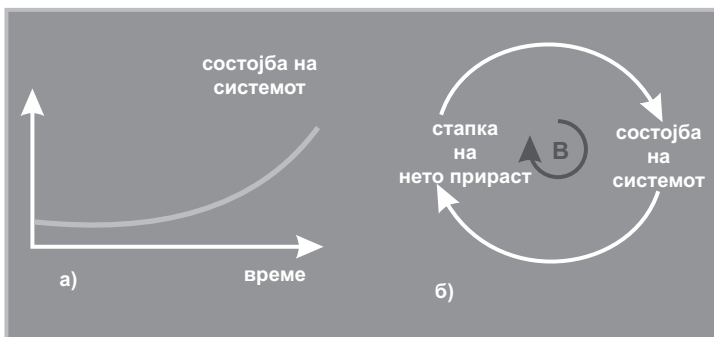 состојба на
системот
време
а)
стапка
на
нето прираст
В
состојба
на
системот
б)